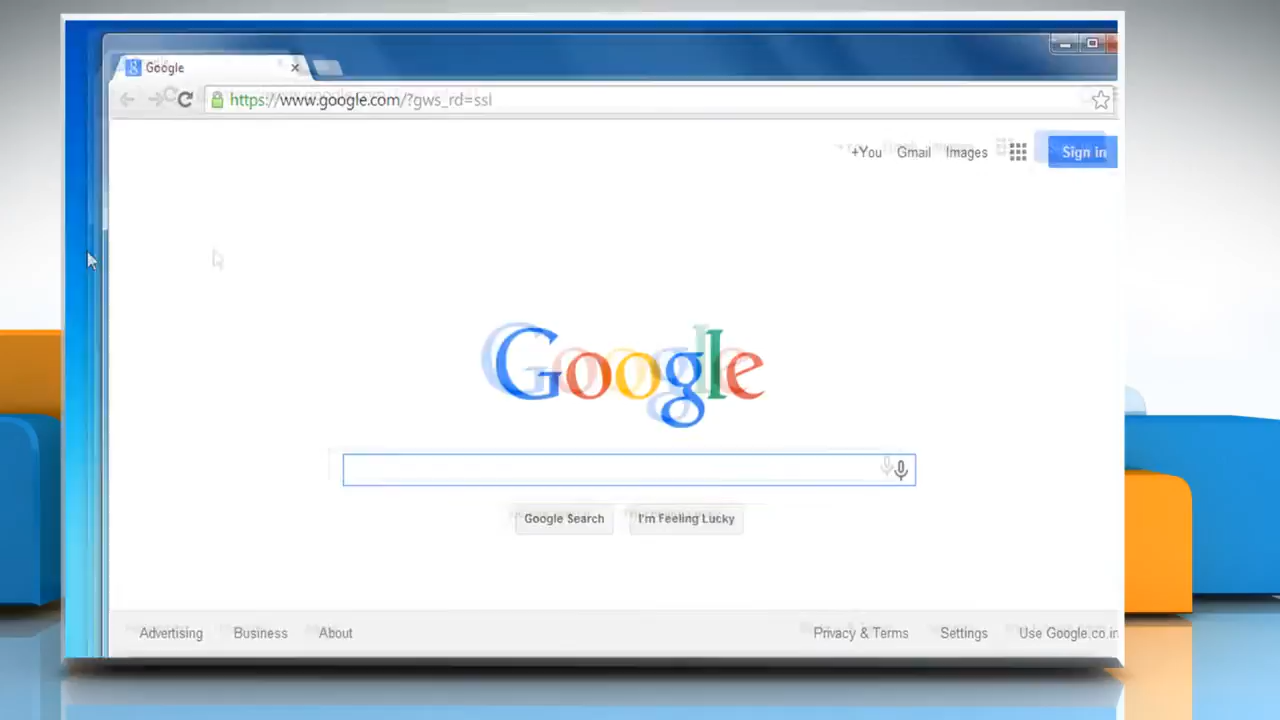 Google
https://www.google.com/?gws_rd=ssl
+You Gmail Images Sign in
Google
Google Search I'm Feeling Lucky
Advertising Business About Privacy & Terms Settings Use Google.co.in